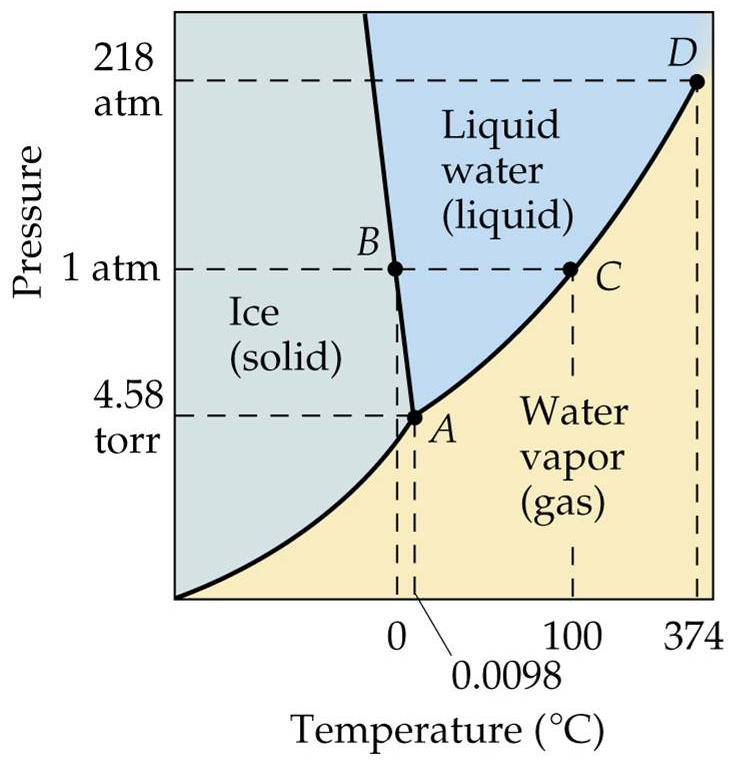 218
atm
D
Liquid
water
(liquid)
Pressure
B
1 atm
C
Ice
(solid)
4.58
torr
A
Water
vapor
(gas)
0
100
374
0.0098
Temperature (°C)